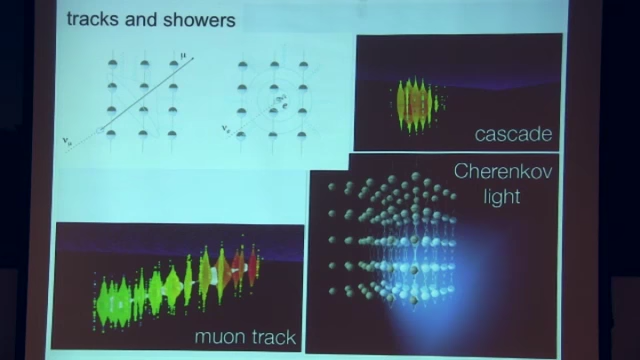 tracks and showers
μ
e
cascade
Cherenkov
light
muon track